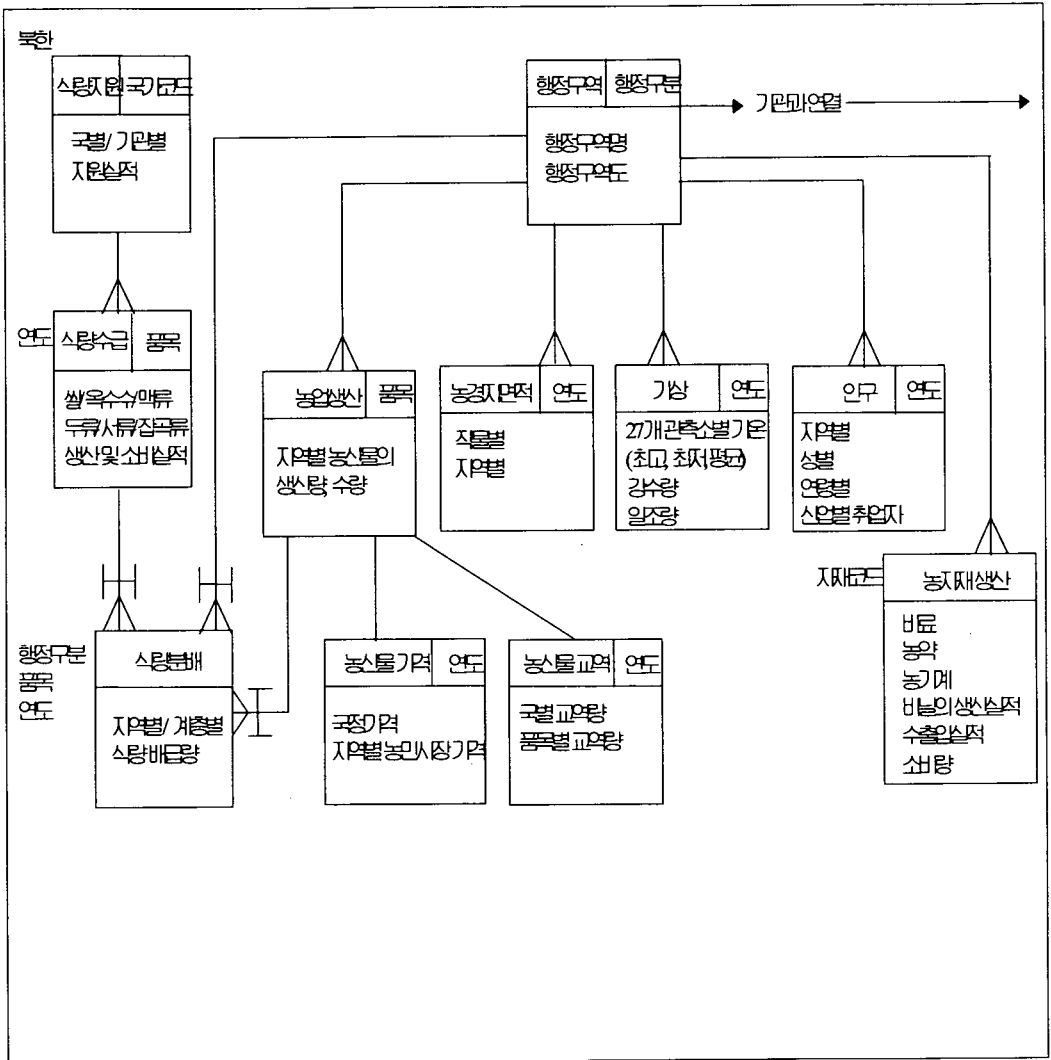 북한
식량지원 국가코드
국별/ 기관별
지원실적
행정구역 행정구분
행정구역명
행정구역도
기관과연결
연도
식량수급 품목
쌀/옥수수/맥류
두류/서류/잡곡류
생산 및 소비실적
농업생산 품목
지역별 농산물의
생산량, 수량
농경지면적 연도
작물별
지역별
기상 연도
27개 관측소별 기온
(최고, 최저, 평균)
강수량
일조량
인구 연도
지역별
성별
연령별
산업별 취업자
자재코드
농자재 생산
비료
농약
농기계
비닐의 생산실적
수출입실적
소비량
행정구분
품목
연도
식량분배
지역별/ 계층별
식량 배급량
농산물 가격 연도
국정가격
지역별 농민시장 가격
농산물 교역 연도
국별 교역량
품목별 교역량